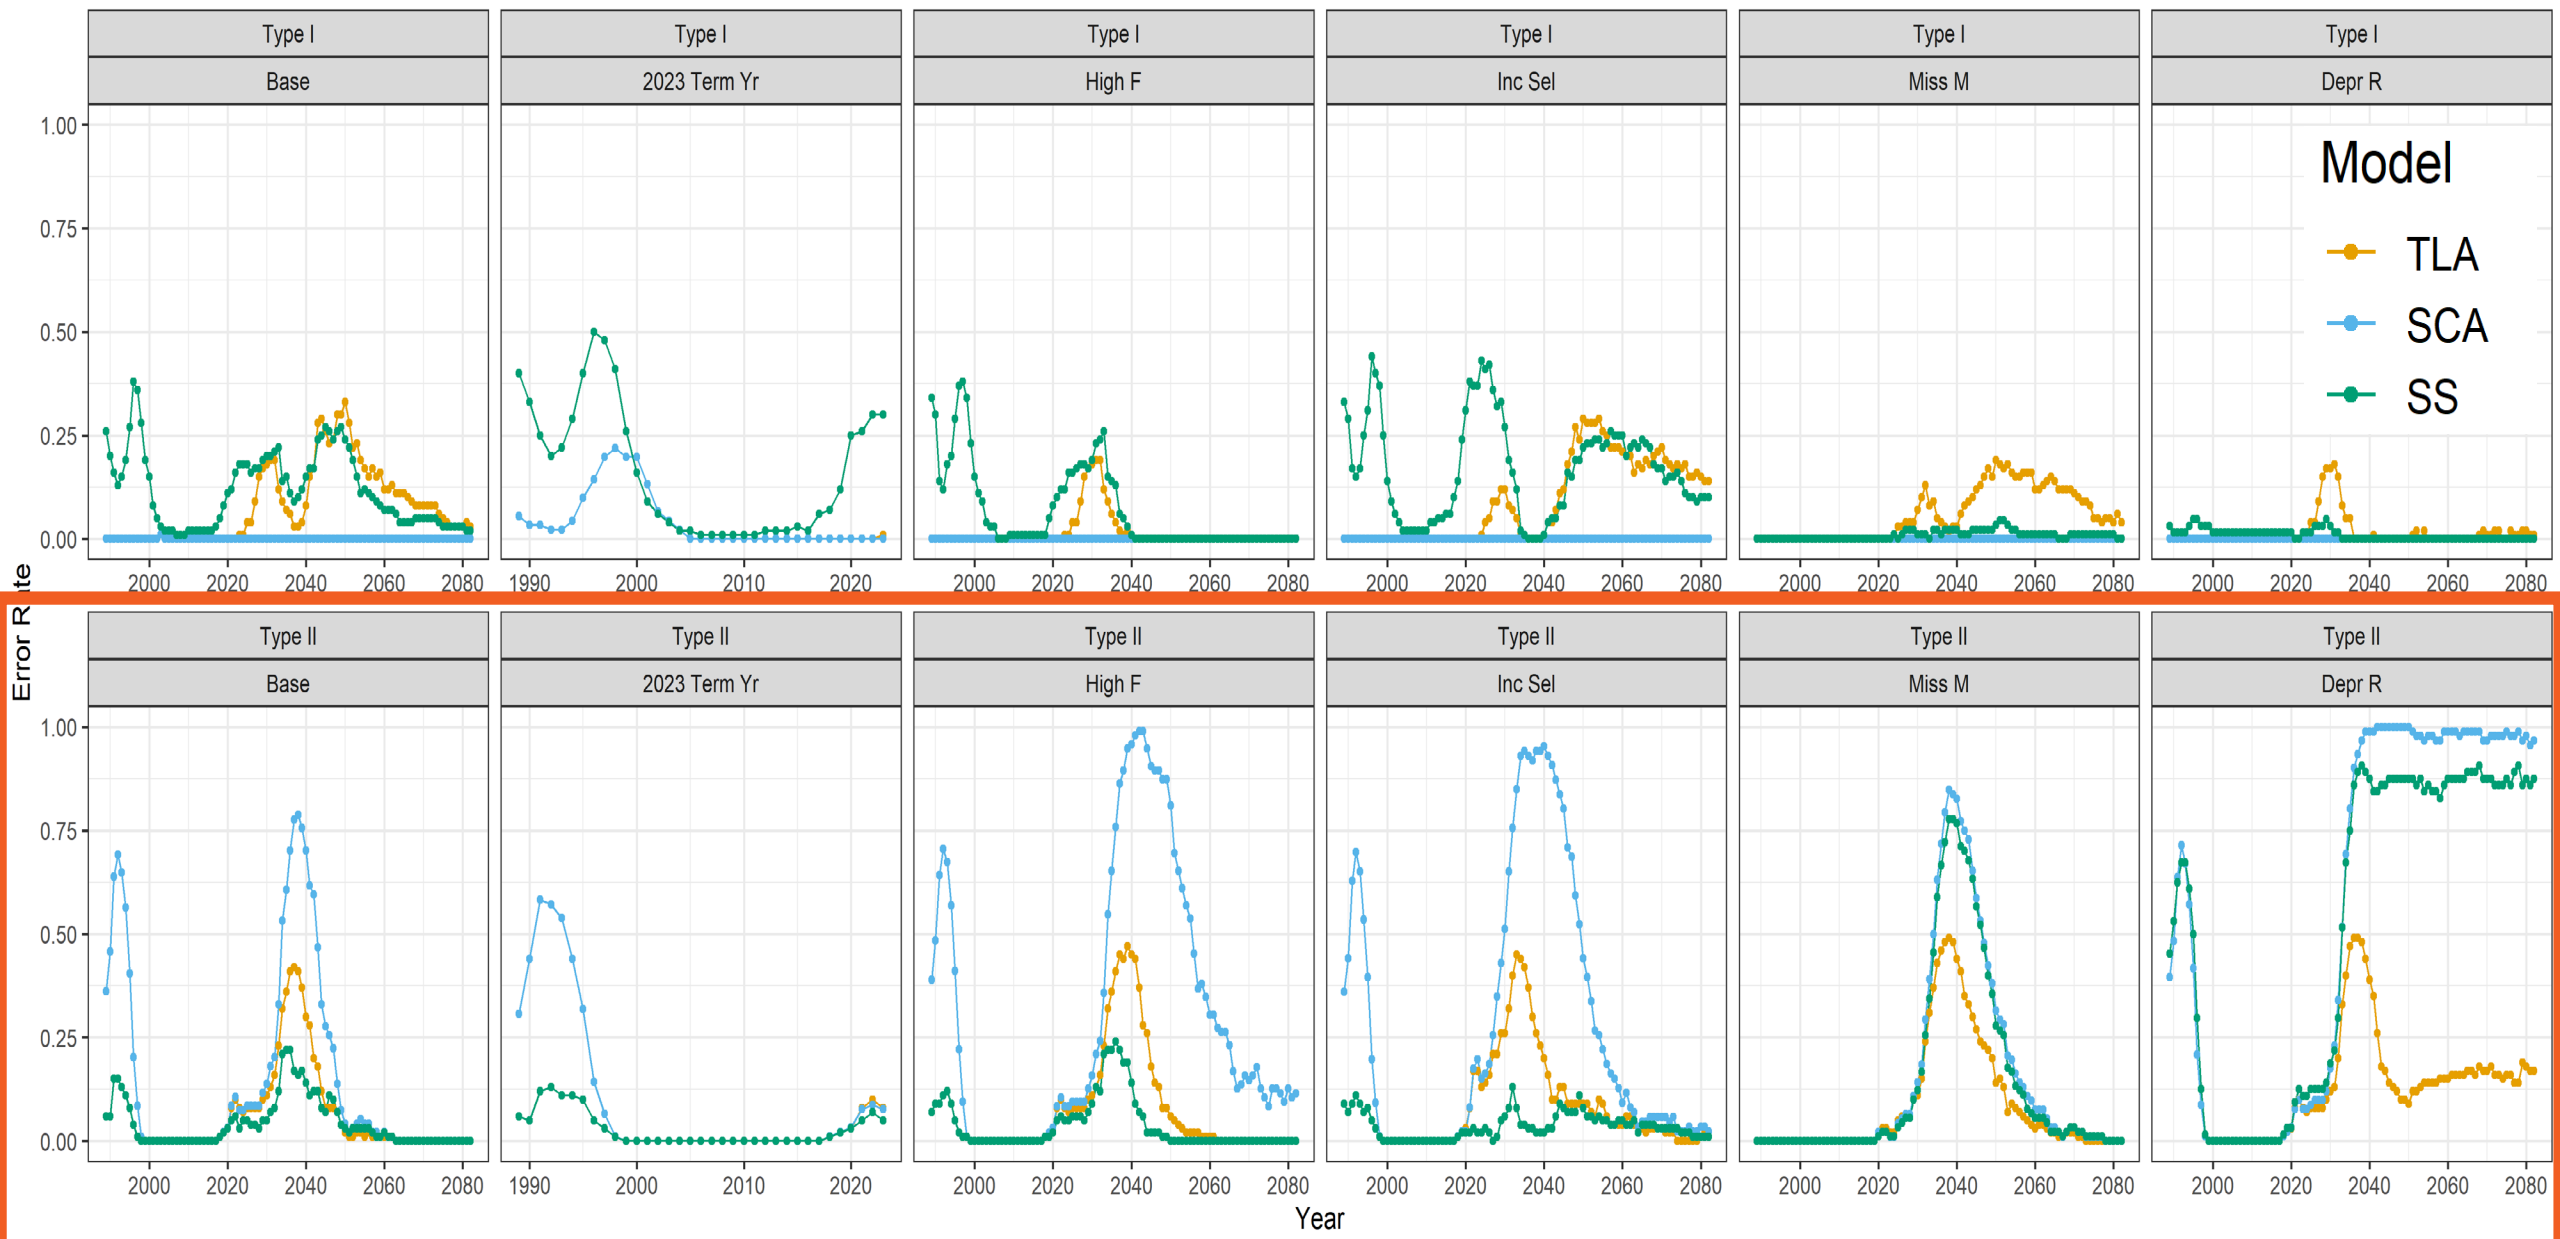 Type I Type I Type I Type I Type I Type I
Base 2023 Term Yr High F Inc Sel Miss M Depr R
1.00
0.75
0.50
0.25
0.00
Model
TLA
SCA
SS
2000 2020 2040 2060 2080 1990 2000 2010 2020 2000 2020 2040 2060 2080 2000 2020 2040 2060 2080 2000 2020 2040 2060 2080 2000 2020 2040 2060 2080
Error R te
Type II Type II Type II Type II Type II Type II
Base 2023 Term Yr High F Inc Sel Miss M Depr R
1.00
0.75
0.50
0.25
0.00
2000 2020 2040 2060 2080 1990 2000 2010 2020 2000 2020 2040 2060 2080 2000 2020 2040 2060 2080 2000 2020 2040 2060 2080 2000 2020 2040 2060 2080
Year